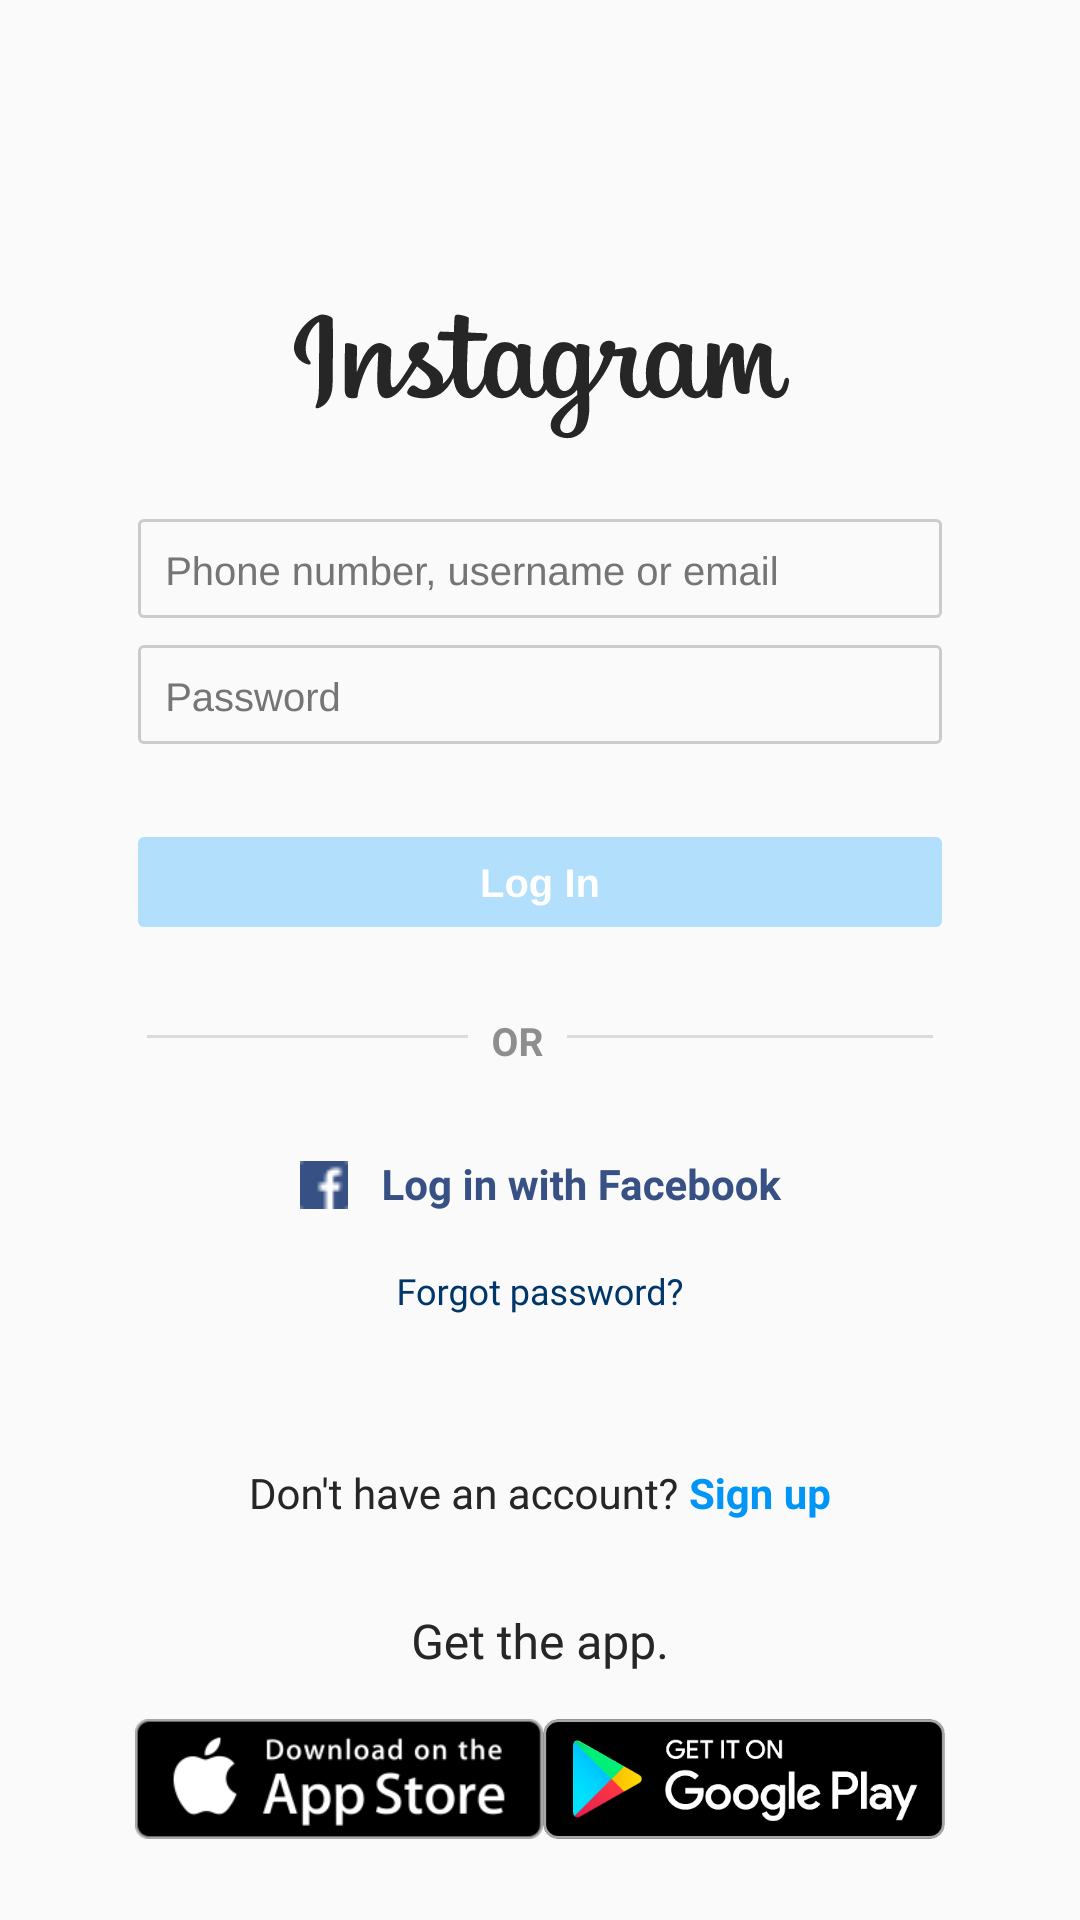 Instagram
Phone number, username or email
Password
Log In
OR
Log in with Facebook
Forgot password?
Don't have an account? Sign up
Get the app.
Download on the
App Store
GET IT ON
Google Play